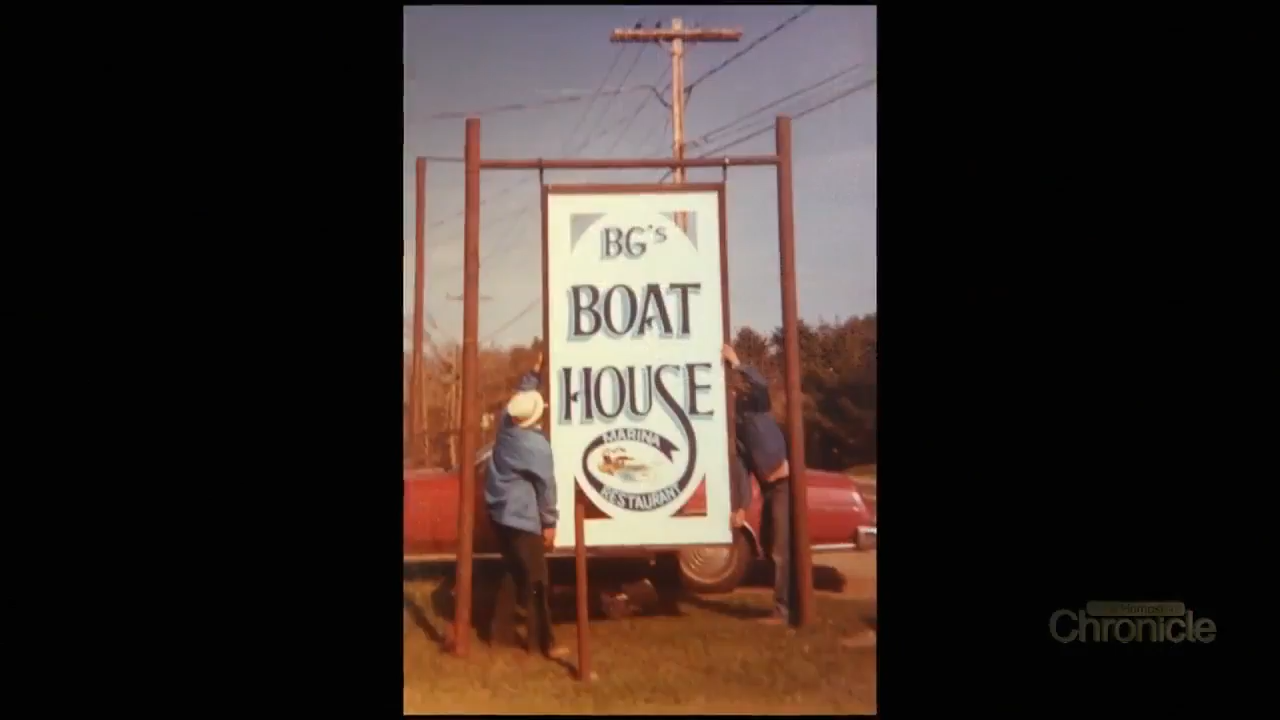 BG's
BOAT
HOUSE
MARINA
RESTAURANT
Chronicle